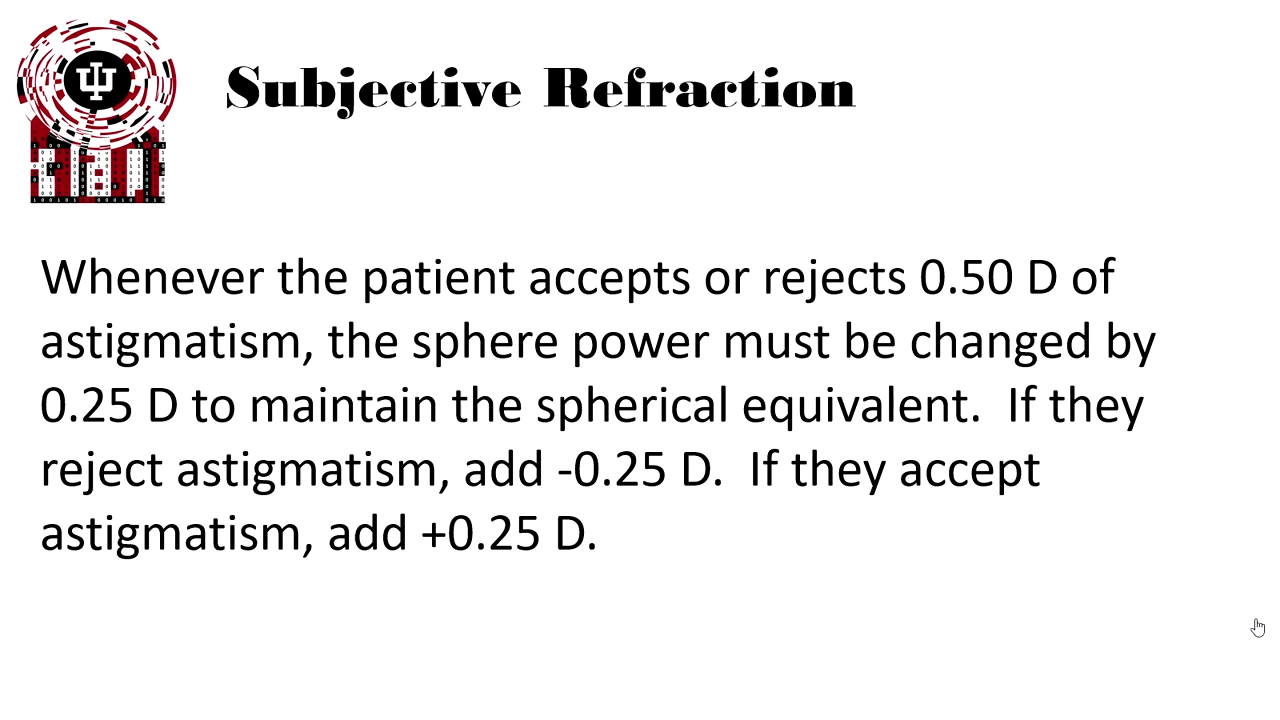 Subjective Refraction
Whenever the patient accepts or rejects 0.50 D of
astigmatism, the sphere power must be changed by
0.25 D to maintain the spherical equivalent.  If they
reject astigmatism, add -0.25 D.  If they accept
astigmatism, add +0.25 D.